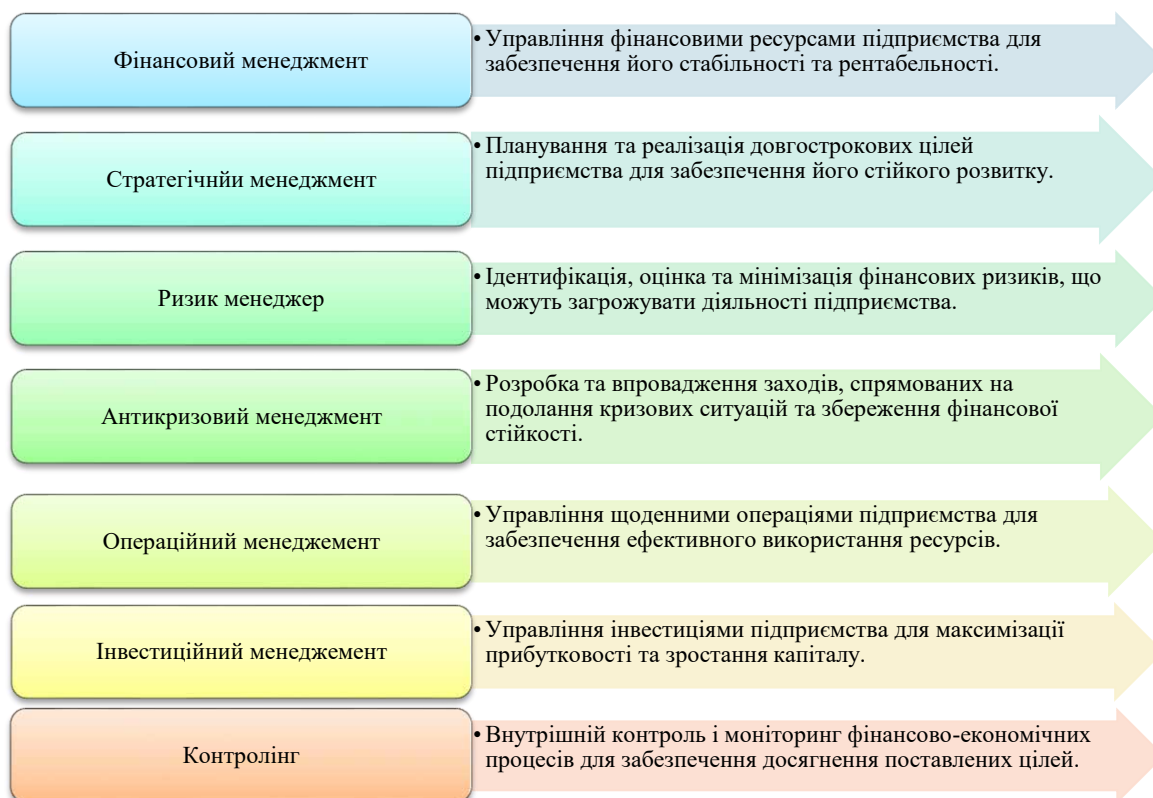 Фінансовий менеджмент
• Управління фінансовими ресурсами підприємства для
забезпечення його стабільності та рентабельності.
Стратегічнйи менеджмент
• Планування та реалізація довгострокових цілей
підприємства для забезпечення його стійкого розвитку.
Ризик менеджер
• Ідентифікація, оцінка та мінімізація фінансових ризиків, що
можуть загрожувати діяльності підприємства.
Антикризовий менеджмент
• Розробка та впровадження заходів, спрямованих на
подолання кризових ситуацій та збереження фінансової
стійкості.
Операційний менеджемент
• Управління щоденними операціями підприємства для
забезпечення ефективного використання ресурсів.
Інвестиційний менеджемент
• Управління інвестиціями підприємства для максимізації
прибутковості та зростання капіталу.
Контролінг
• Внутрішній контроль і моніторинг фінансово-економічних
процесів для забезпечення досягнення поставлених цілей.